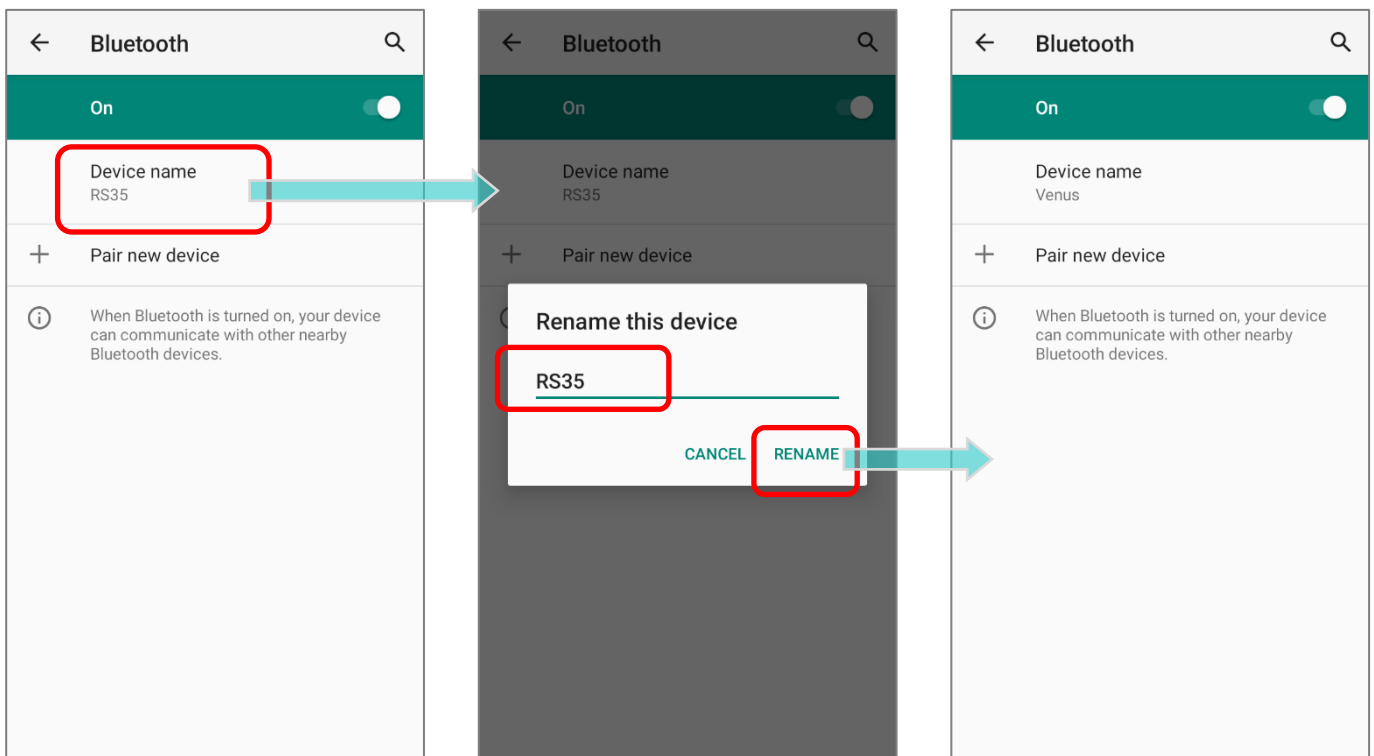 Bluetooth
On
Device name
RS35
Pair new device
When Bluetooth is turned on, your device
can communicate with other nearby
Bluetooth devices.
Bluetooth
On
Device name
RS35
Pair new device
Rename this device
RS35
CANCEL
RENAME
Bluetooth
On
Device name
Venus
Pair new device
When Bluetooth is turned on, your device
can communicate with other nearby
Bluetooth devices.